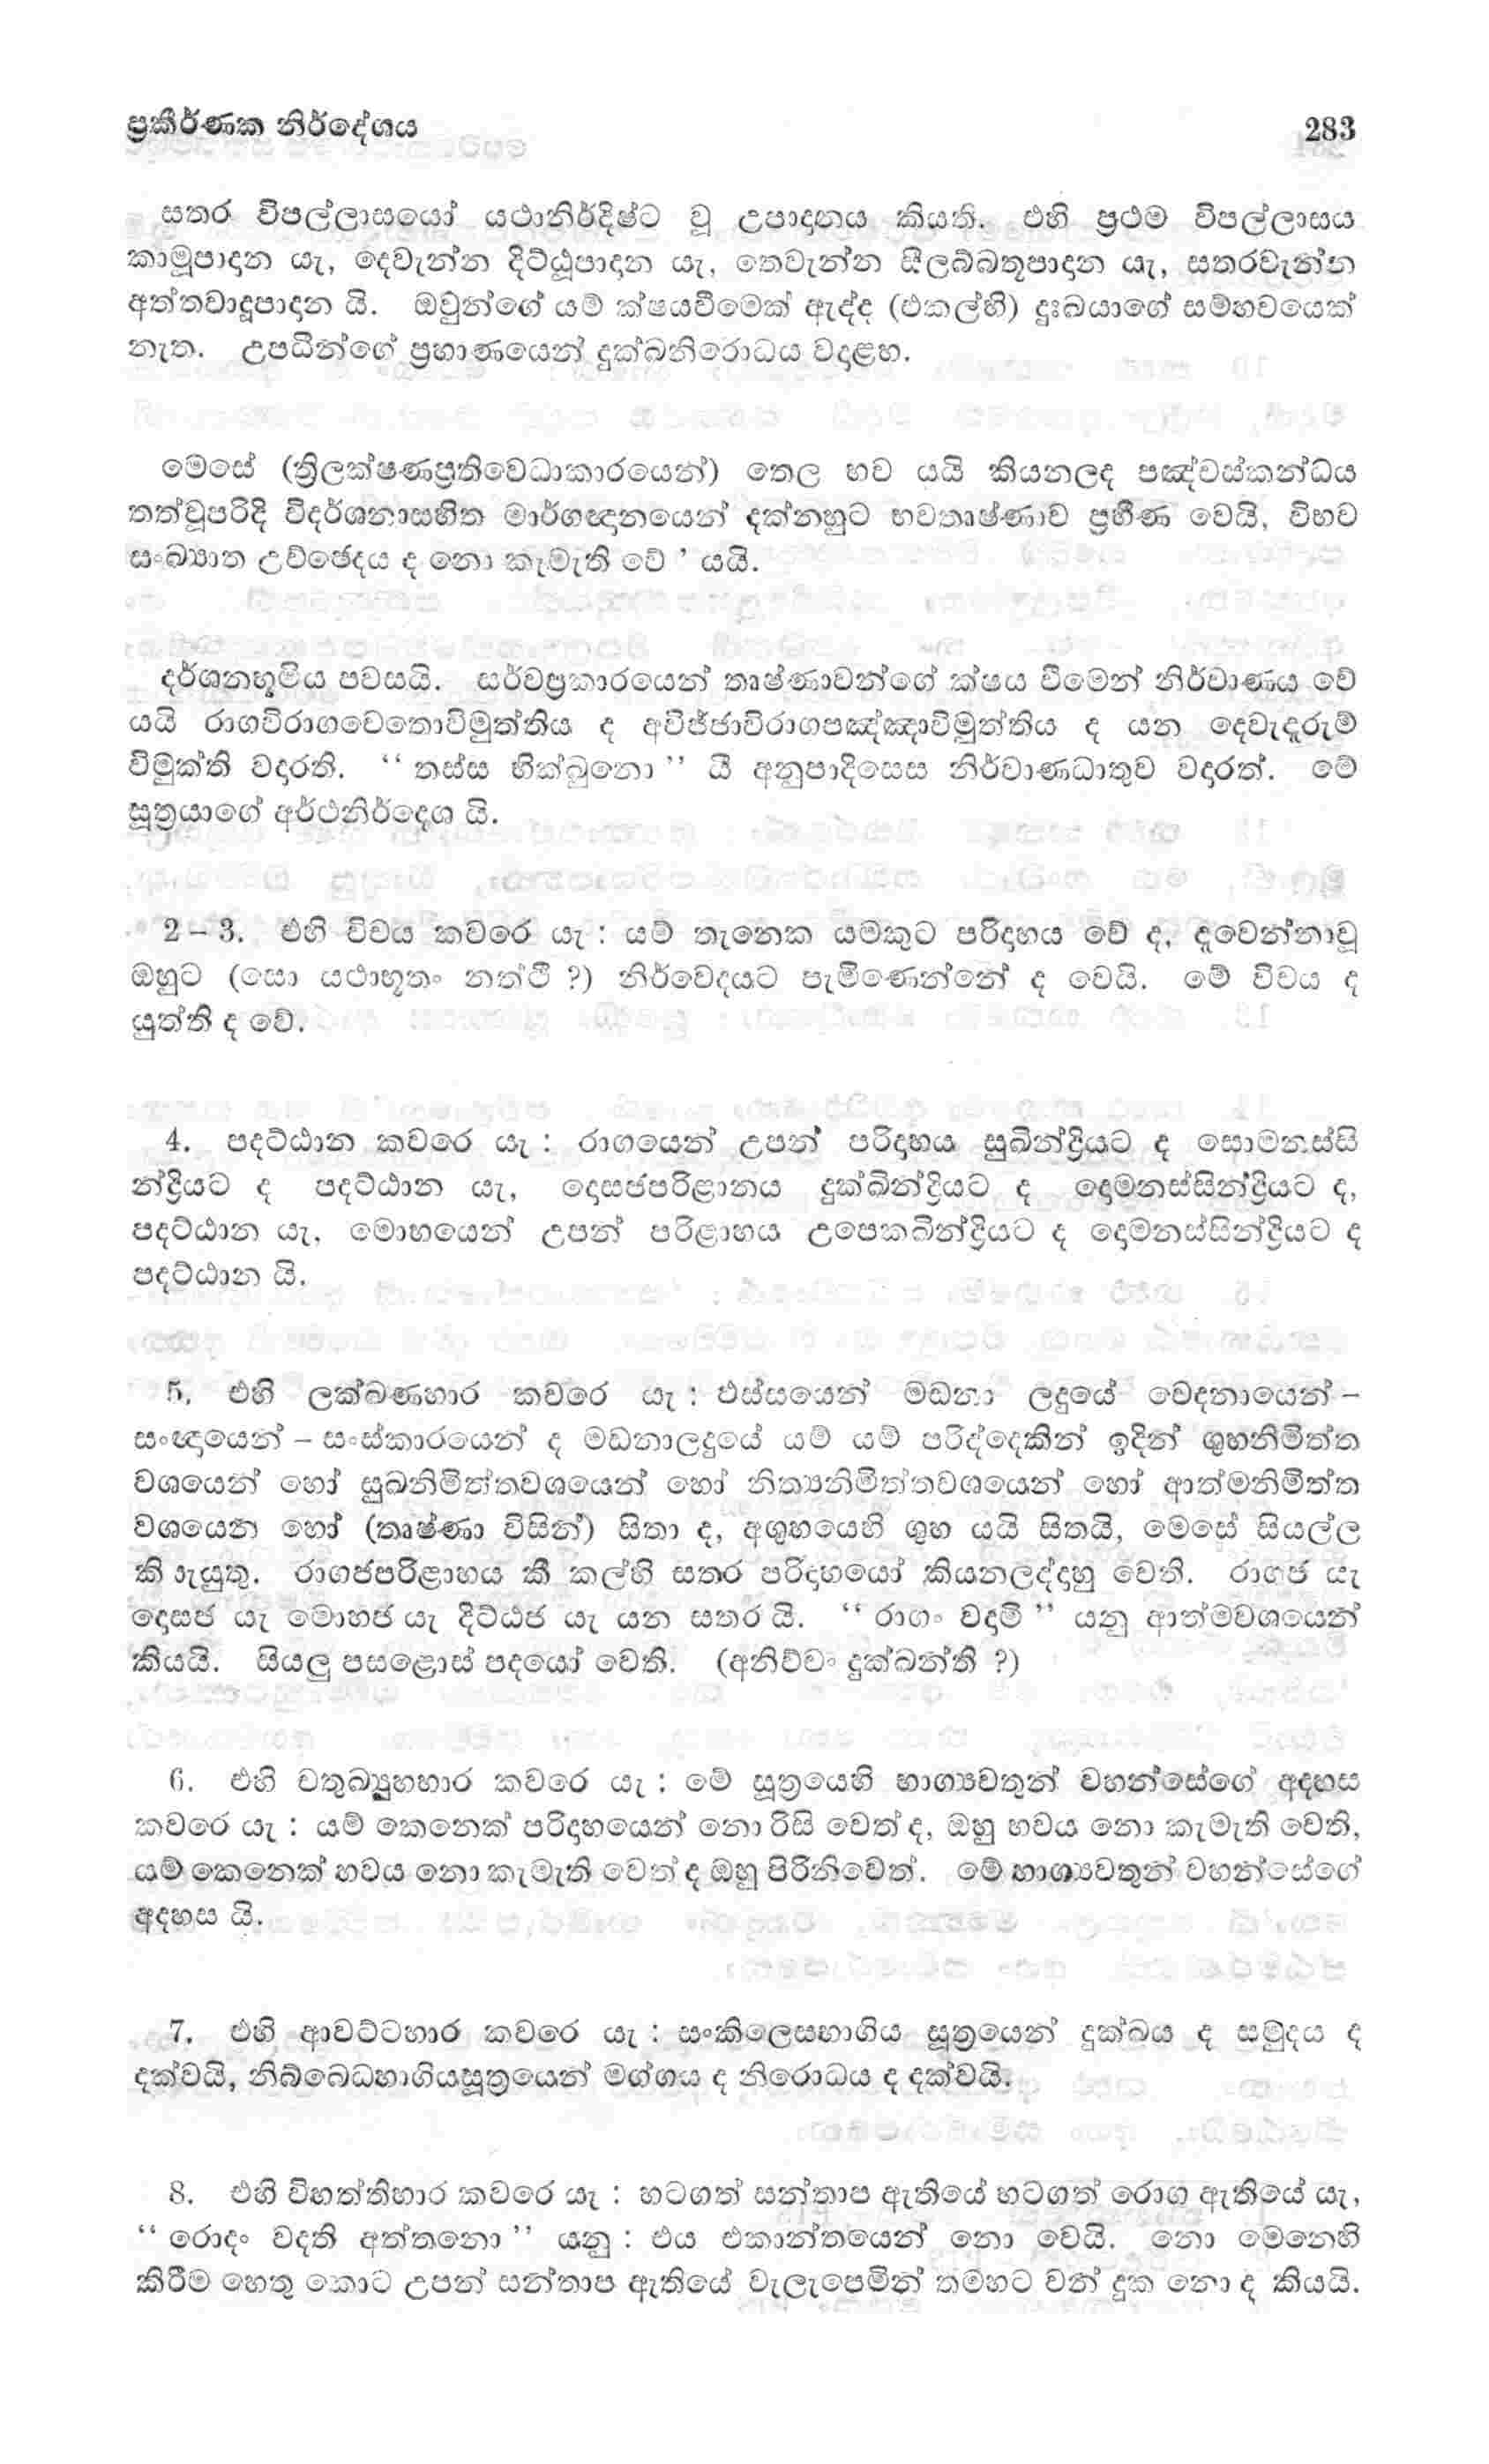 ප්‍රකීර්ණක නිර්දේශය 283
සතර විපල්ලාසයෝ යථානිර්දිෂ්ට වූ උපාදානය කියති. එහි ප්‍රථම විපල්ලාසය
කාමූපාදාන යැ, දෙවැන්න දිට්ඨූපාදාන යැ, තෙවැන්න සීලබ්බතූපාදාන යැ, සතරවැන්න
අත්තවාදූපාදාන යි. ඔවුන්ගේ යම් ක්ෂයවීමෙක් ඇද්ද (එකල්හි) දුඃඛයාගේ සම්භවයෙක්
නැත. උපධින්ගේ ප්‍රහාණයෙන් දුක්ඛනිරොධය වදාළහ.
මෙසේ (ත්‍රිලක්ෂණප්‍රතිවෙධාකාරයෙන්) තෙල භව යයි කියනලද පඤ්චස්කන්ධය
තත්වූපරිදි විදර්ශනාසහිත මාර්ගඥානයෙන් දක්නහුට භවතෘෂ්ණාව ප්‍රහීණ වෙයි, විභව
සංඛ්‍යාත උච්ඡෙදය ද නො කැමැති වේ ’ යයි.
දර්ශනභූමිය පවසයි. සර්වප්‍රකාරයෙන් තෘෂ්ණාවන්ගේ ක්ෂය වීමෙන් නිර්වාණය වේ
යයි රාගවිරාගචෙතොවිමුත්තිය ද අවිජ්ජාවිරාගපඤ්ඤාවිමුත්තිය ද යන දෙවැදෑරුම්
විමුක්ති වදාරති. “ තස්ස භික්ඛුනො ” යී අනුපාදිසෙස නිර්වාණධාතුව වදාරත්. මේ
සූත්‍රයාගේ අර්ථනිර්දෙශ යි.
2 – 3. එහි විචය කවරෙ යැ : යම් තැනෙක යමකුට පරිදාහය වේ ද, දැවෙන්නාවූ
ඔහුට (සො යථාභූතං නත්ථි ?) නිර්වෙදයට පැමිණෙන්නේ ද වෙයි. මේ විචය ද
යුත්ති ද වේ.
4. පදට්ඨාන කවරෙ යැ : රාගයෙන් උපන් පරිදාහය සුඛින්ද්‍රියට ද සොමනස්සි
න්ද්‍රියට ද පදට්ඨාන යැ, දොසජපරිළානය දුක්ඛින්ද්‍රියට ද දොමනස්සින්ද්‍රියට ද,
පදට්ඨාන යැ, මොහයෙන් උපන් පරිළාහය උපෙකඛින්ද්‍රියට ද දොමනස්සින්ද්‍රියට ද
පදට්ඨාන යි.
5. එහි ලක්ඛණහාර කවරෙ යැ : ඵස්සයෙන් මඩනා ලදුයේ වෙදනායෙන් –
සංඥායෙන් – සංස්කාරයෙන් ද මඩනාලදුයේ යම් යම් පරිද්දෙකින් ඉදින් ශුභනිමිත්ත
වශයෙන් හෝ සුඛනිමිත්තවශයෙන් හෝ නිත්‍යනිමිත්තවශයෙන් හෝ ආත්මනිමිත්ත
වශයෙන හෝ (තෘෂ්ණා විසින්) සිතා ද, අශුභයෙහි ශුභ යයි සිතයි, මෙසේ සියල්ල
කි යැයුතු. රාගජපරිළාහය කී කල්හි සතර පරිදාහයෝ කියනලද්දාහු වෙති. රාගජ යැ
දොසජ යැ මොහජ යැ දිට්ඨජ යැ යන සතර යි. “ රාගං වදාමි ” යනු ආත්මවශයෙන්
කියයි. සියලු පසළොස් පදයෝ වෙති. (අනිච්චං දුක්ඛන්ති ?)
6. එහි චතුබ්‍යූහහාර කවරෙ යැ : මේ සූත්‍රයෙහි භාග්‍යවතුන් වහන්සේගේ අදහස
කවරෙ යැ : යම් කෙනෙක් පරිදාහයෙන් නො රිසි වෙත් ද, ඔහු භවය නො කැමැති වෙති,
යම් කෙනෙක් භවය නො කැමැති වෙත් ද ඔහු පිරිනිවෙත්. මේ භාග්‍යවතුන් වහන්සේගේ
අදහස යි.
7. එහි ආවට්ටහාර කවරෙ යැ : සංකිලෙසභාගිය සූත්‍රයෙන් දුක්ඛය ද සමුදය ද
දක්වයි, නිබ්බෙධභාගියසූත්‍රයෙන් මග්ගය ද නිරොධය ද දක්වයි.
8. එහි විභත්තිහාර කවරෙ යැ : හටගත් සන්තාප ඇතියේ හටගත් රොග ඇතියේ යැ,
“ රොදං වදති අත්තනො ” යනු : එය එකාන්තයෙන් නො වෙයි. නො මෙනෙහි
කිරීම හෙතු කොට උපන් සන්තාප ඇතියේ වැලැපෙමින් තමහට වන් දුක නො ද කියයි.